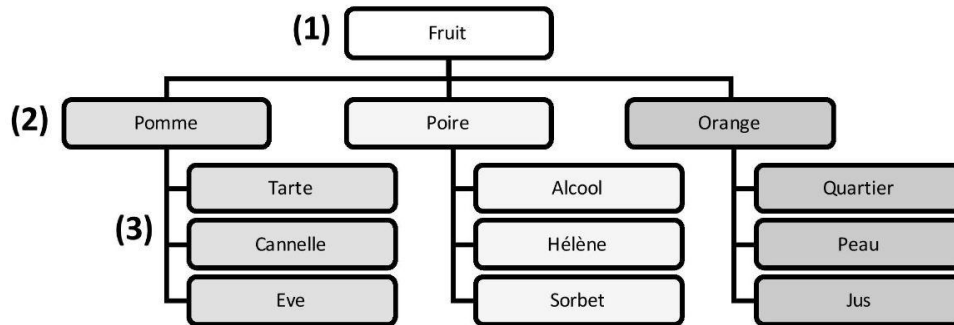 (1) Fruit
(2) Pomme Poire Orange
Tarte Alcool Quartier
(3) Cannelle Hélène Peau
Eve Sorbet Jus